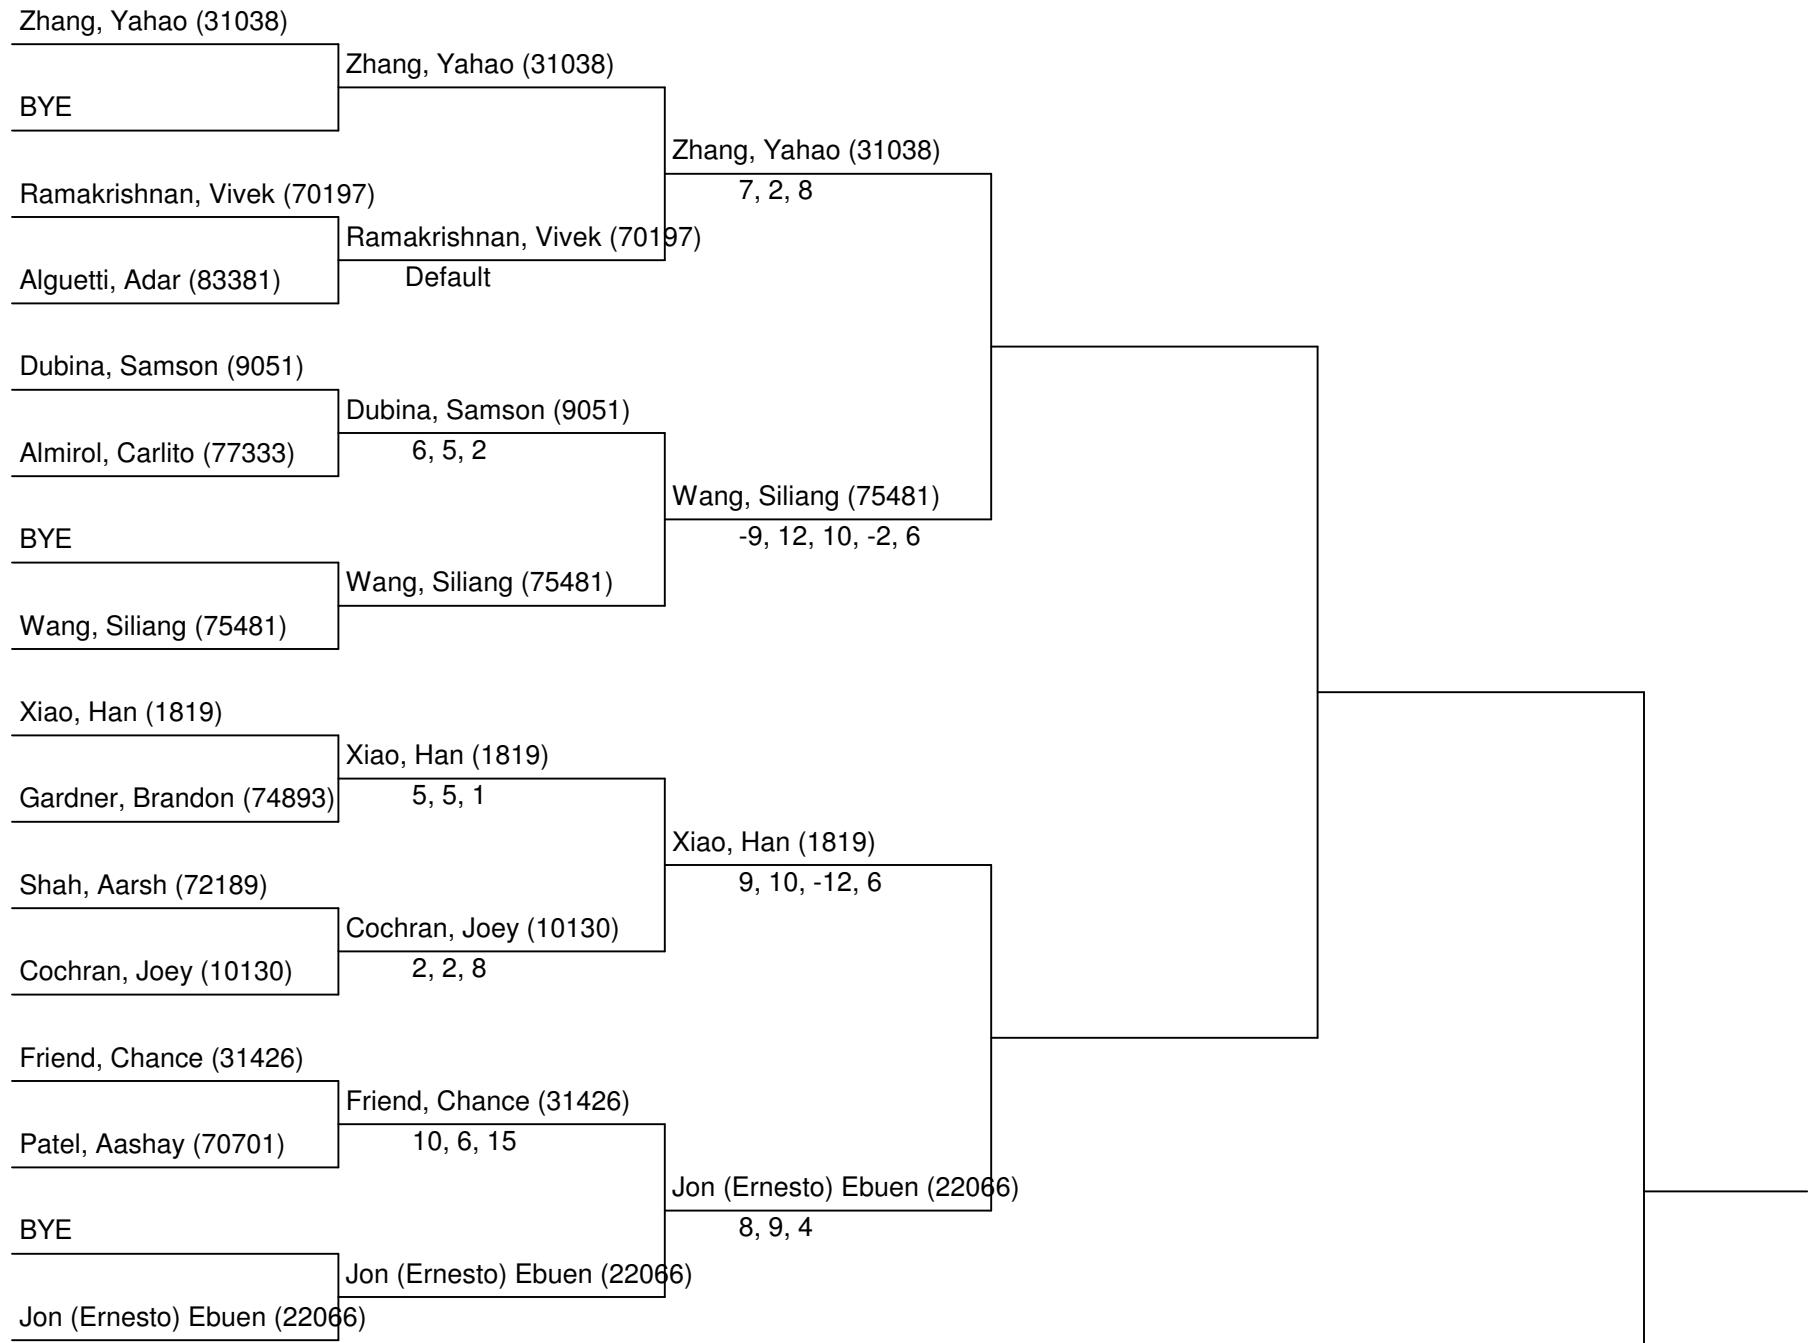 Zhang, Yahao (31038)
Zhang, Yahao (31038)
BYE
Zhang, Yahao (31038)
7, 2, 8
Ramakrishnan, Vivek (70197)
Ramakrishnan, Vivek (70197)
Default
Alguetti, Adar (83381)
Dubina, Samson (9051)
Dubina, Samson (9051)
6, 5, 2
Almirol, Carlito (77333)
Wang, Siliang (75481)
-9, 12, 10, -2, 6
BYE
Wang, Siliang (75481)
Wang, Siliang (75481)
Xiao, Han (1819)
Xiao, Han (1819)
5, 5, 1
Gardner, Brandon (74893)
Xiao, Han (1819)
9, 10, -12, 6
Shah, Aarsh (72189)
Cochran, Joey (10130)
2, 2, 8
Cochran, Joey (10130)
Friend, Chance (31426)
Friend, Chance (31426)
10, 6, 15
Patel, Aashay (70701)
Jon (Ernesto) Ebuen (22066)
8, 9, 4
BYE
Jon (Ernesto) Ebuen (22066)
Jon (Ernesto) Ebuen (22066)